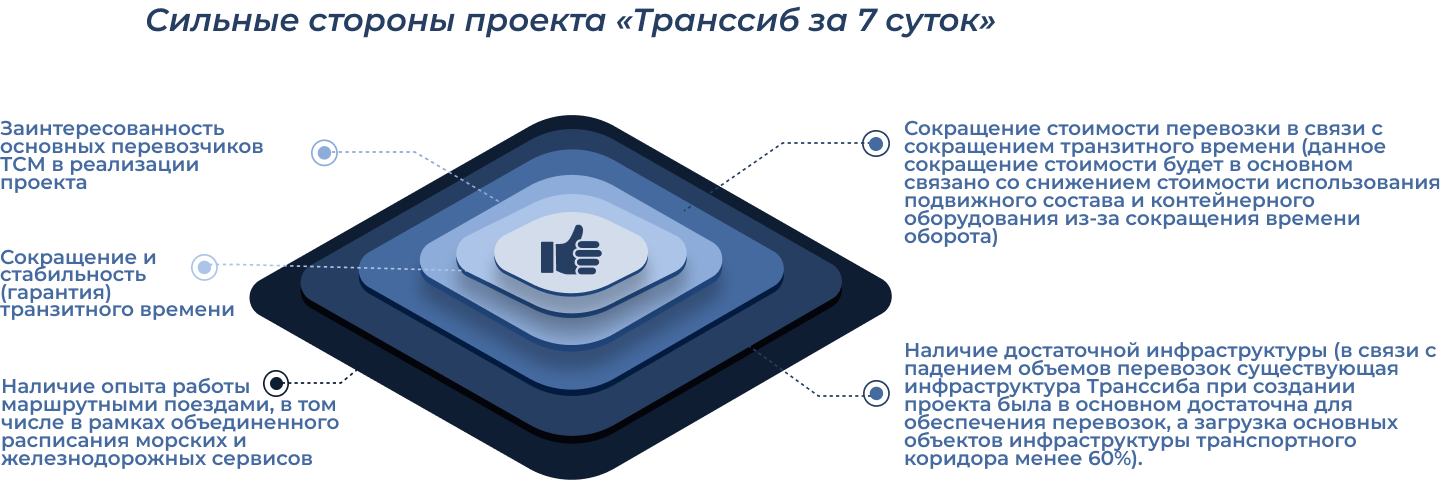 Сильные стороны проекта «Транссиб за 7 суток»
Заинтересованность
основных перевозчиков
ТСМ в реализации
проекта
Сокращение и
стабильность
(гарантия)
транзитного времени
Наличие опыта работы
маршрутными поездами, в том
числе в рамках объединенного
расписания морских и
железнодорожных сервисов
Сокращение стоимости перевозки в связи с
сокращением транзитного времени (данное
сокращение стоимости будет в основном
связано со снижением стоимости использования
подвижного состава и контейнерного
оборудования из-за сокращения времени
оборота)
Наличие достаточной инфраструктуры (в связи с
падением объемов перевозок существующая
инфраструктура Транссиба при создании
проекта была в основном достаточна для
обеспечения перевозок, а загрузка основных
объектов инфраструктуры транспортного
коридора менее 60%).